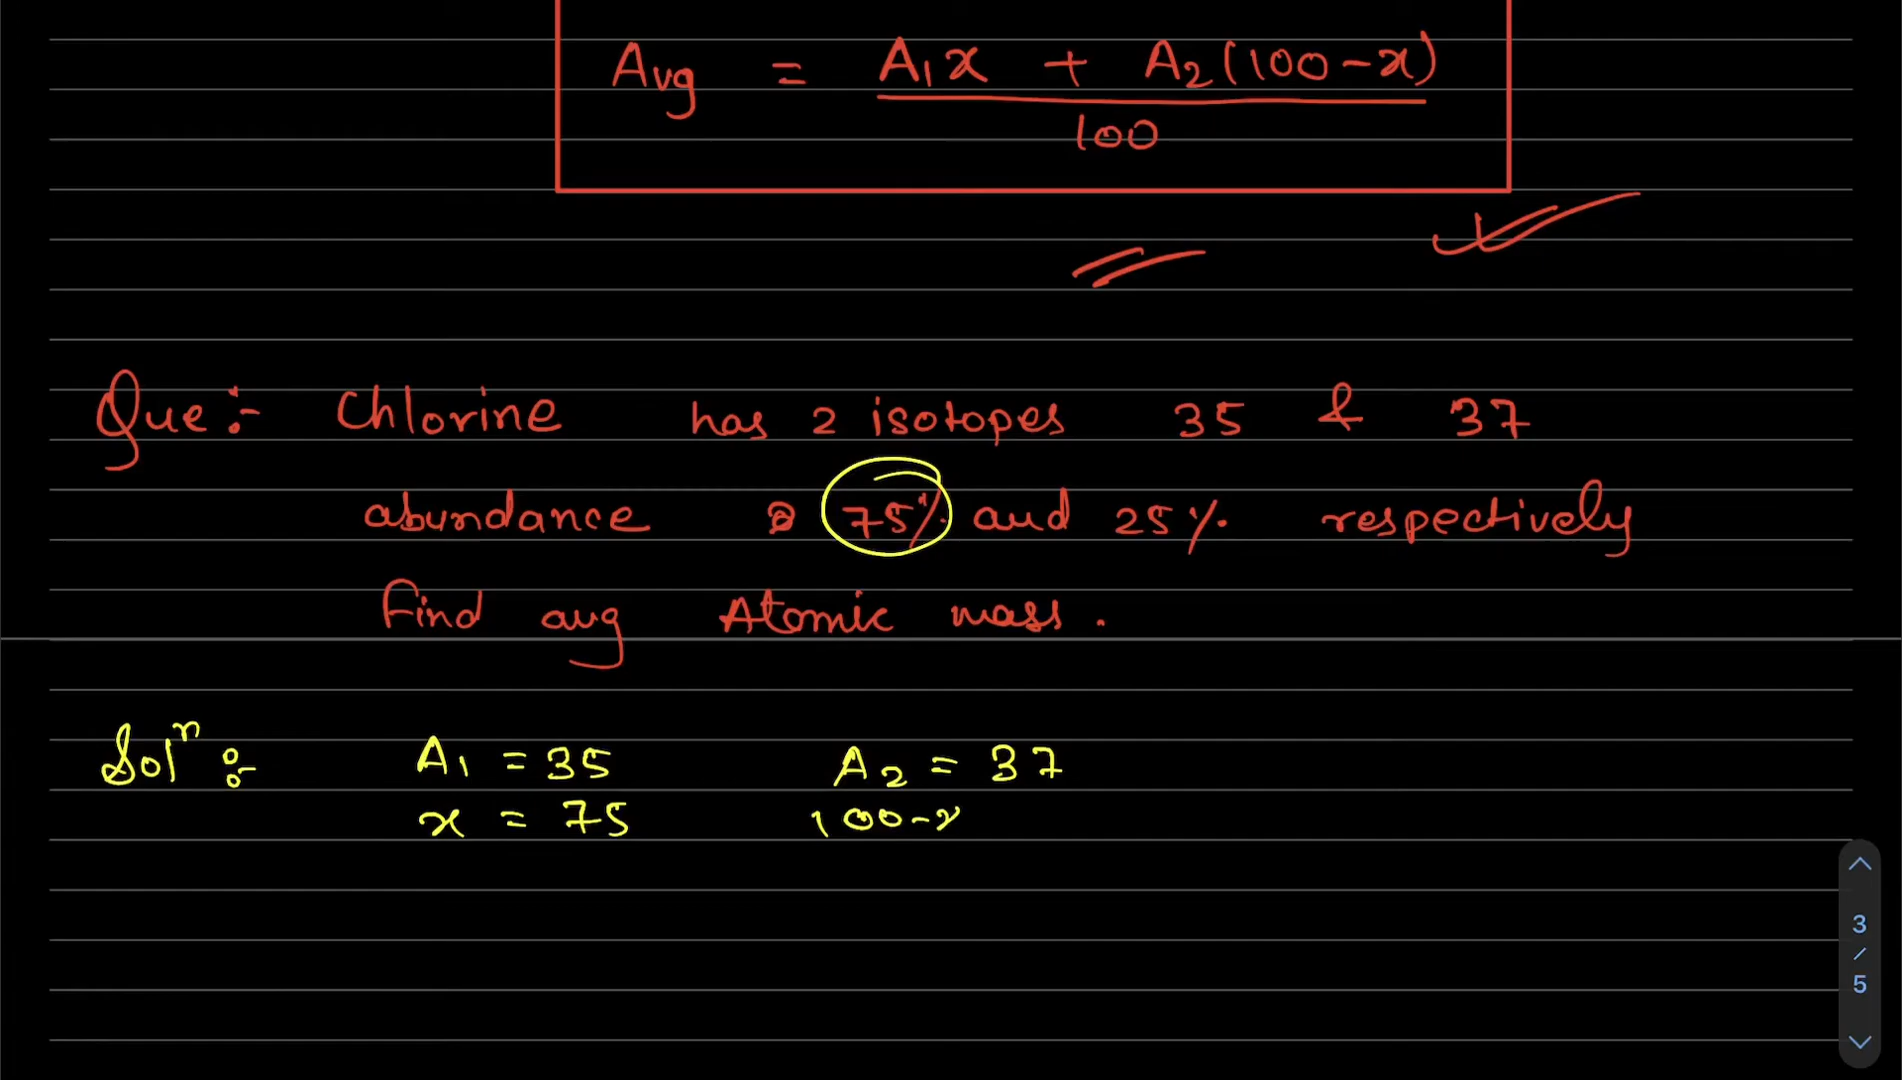 Avg = A₁x + A₂(100-x)
100
Que:- Chlorine has 2 isotopes 35 & 37
abundance 75% and 25% respectively
find avg Atomic mass.
Solⁿ :- A₁ = 35 A₂ = 37
x = 75 100-x
3
/
5